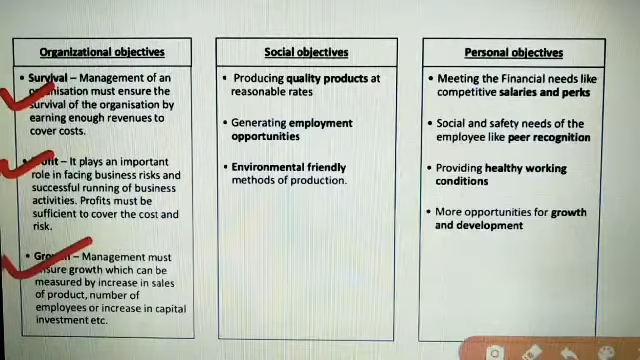 Organizational objectives
• Survival – Management of an
organisation must ensure the
survival of the organisation by
earning enough revenues to
cover costs.
• Profit – It plays an important
role in facing business risks and
successful running of business
activities. Profits must be
sufficient to cover the cost and
risk.
• Growth – Management must
ensure growth which can be
measured by increase in sales
of product, number of
employees or increase in capital
investment etc.
Social objectives
• Producing quality products at
reasonable rates
• Generating employment
opportunities
• Environmental friendly
methods of production.
Personal objectives
• Meeting the Financial needs like
competitive salaries and perks
• Social and safety needs of the
employee like peer recognition
• Providing healthy working
conditions
• More opportunities for growth
and development